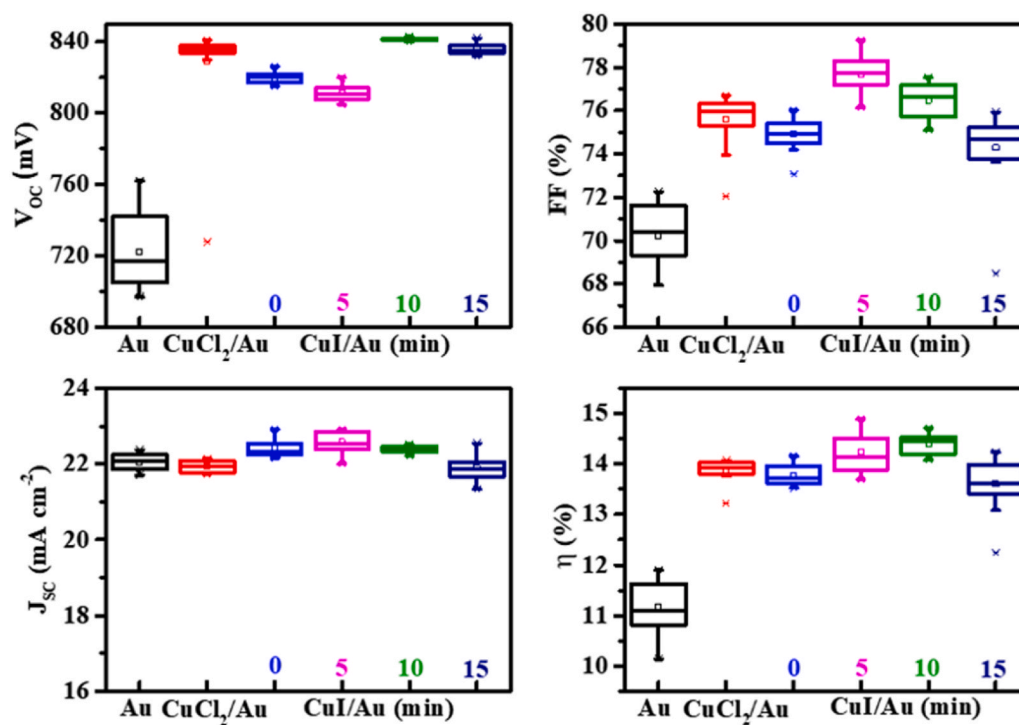 V_OC (mV)
840
800
760
720
680
0 5 10 15
Au CuCl₂/Au CuI/Au (min)
FF (%)
80
78
76
74
72
70
68
66
0 5 10 15
Au CuCl₂/Au CuI/Au (min)
J_SC (mA cm⁻²)
24
22
20
18
16
0 5 10 15
Au CuCl₂/Au CuI/Au (min)
η (%)
15
14
13
12
11
10
0 5 10 15
Au CuCl₂/Au CuI/Au (min)